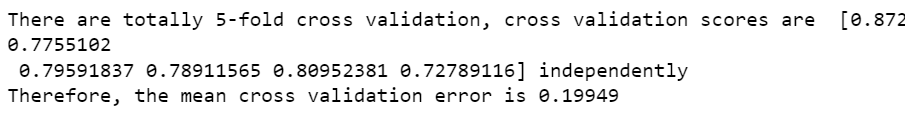 There are totally 5-fold cross validation, cross validation scores are  [0.872
0.7755102
 0.79591837 0.78911565 0.80952381 0.72789116] independently
Therefore, the mean cross validation error is 0.19949